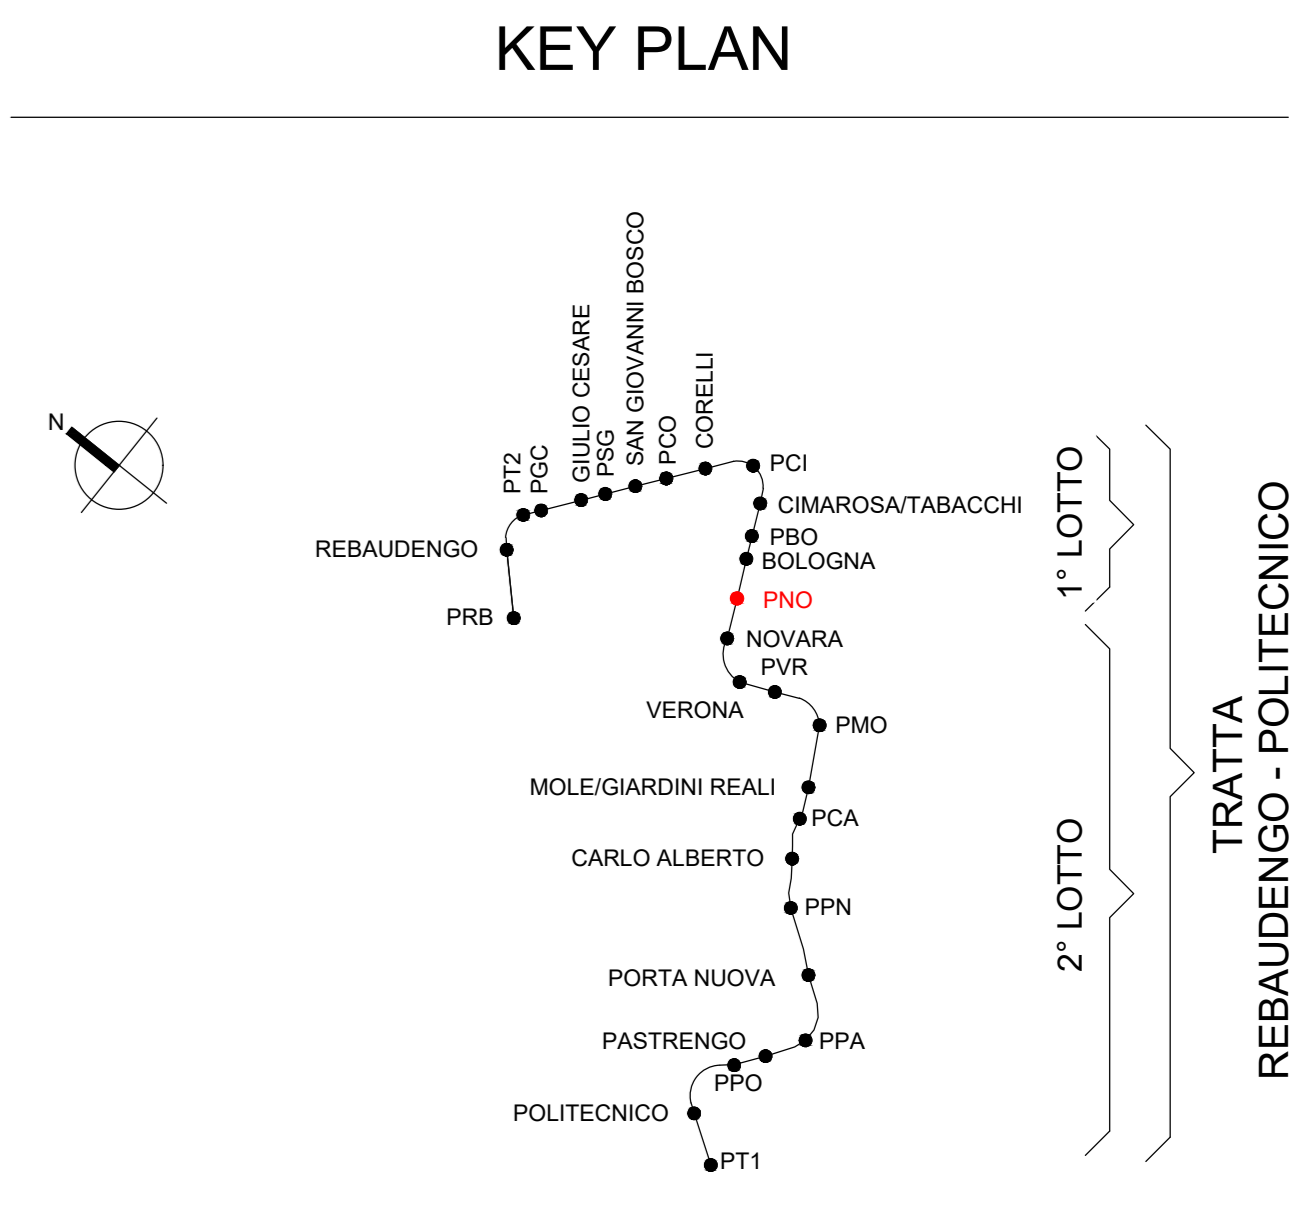 KEY PLAN
N
PT2
PGC
GIULIO CESARE
PSG
SAN GIOVANNI BOSCO
PCO
CORELLI
PCI
CIMAROSA/TABACCHI
PBO
BOLOGNA
PNO
NOVARA
PVR
VERONA
PMO
MOLE/GIARDINI REALI
PCA
CARLO ALBERTO
PPN
PORTA NUOVA
PASTRENGO
PPA
PPO
POLITECNICO
PT1
REBAUDENGO
PRB
1° LOTTO
2° LOTTO
TRATTA
REBAUDENGO - POLITECNICO